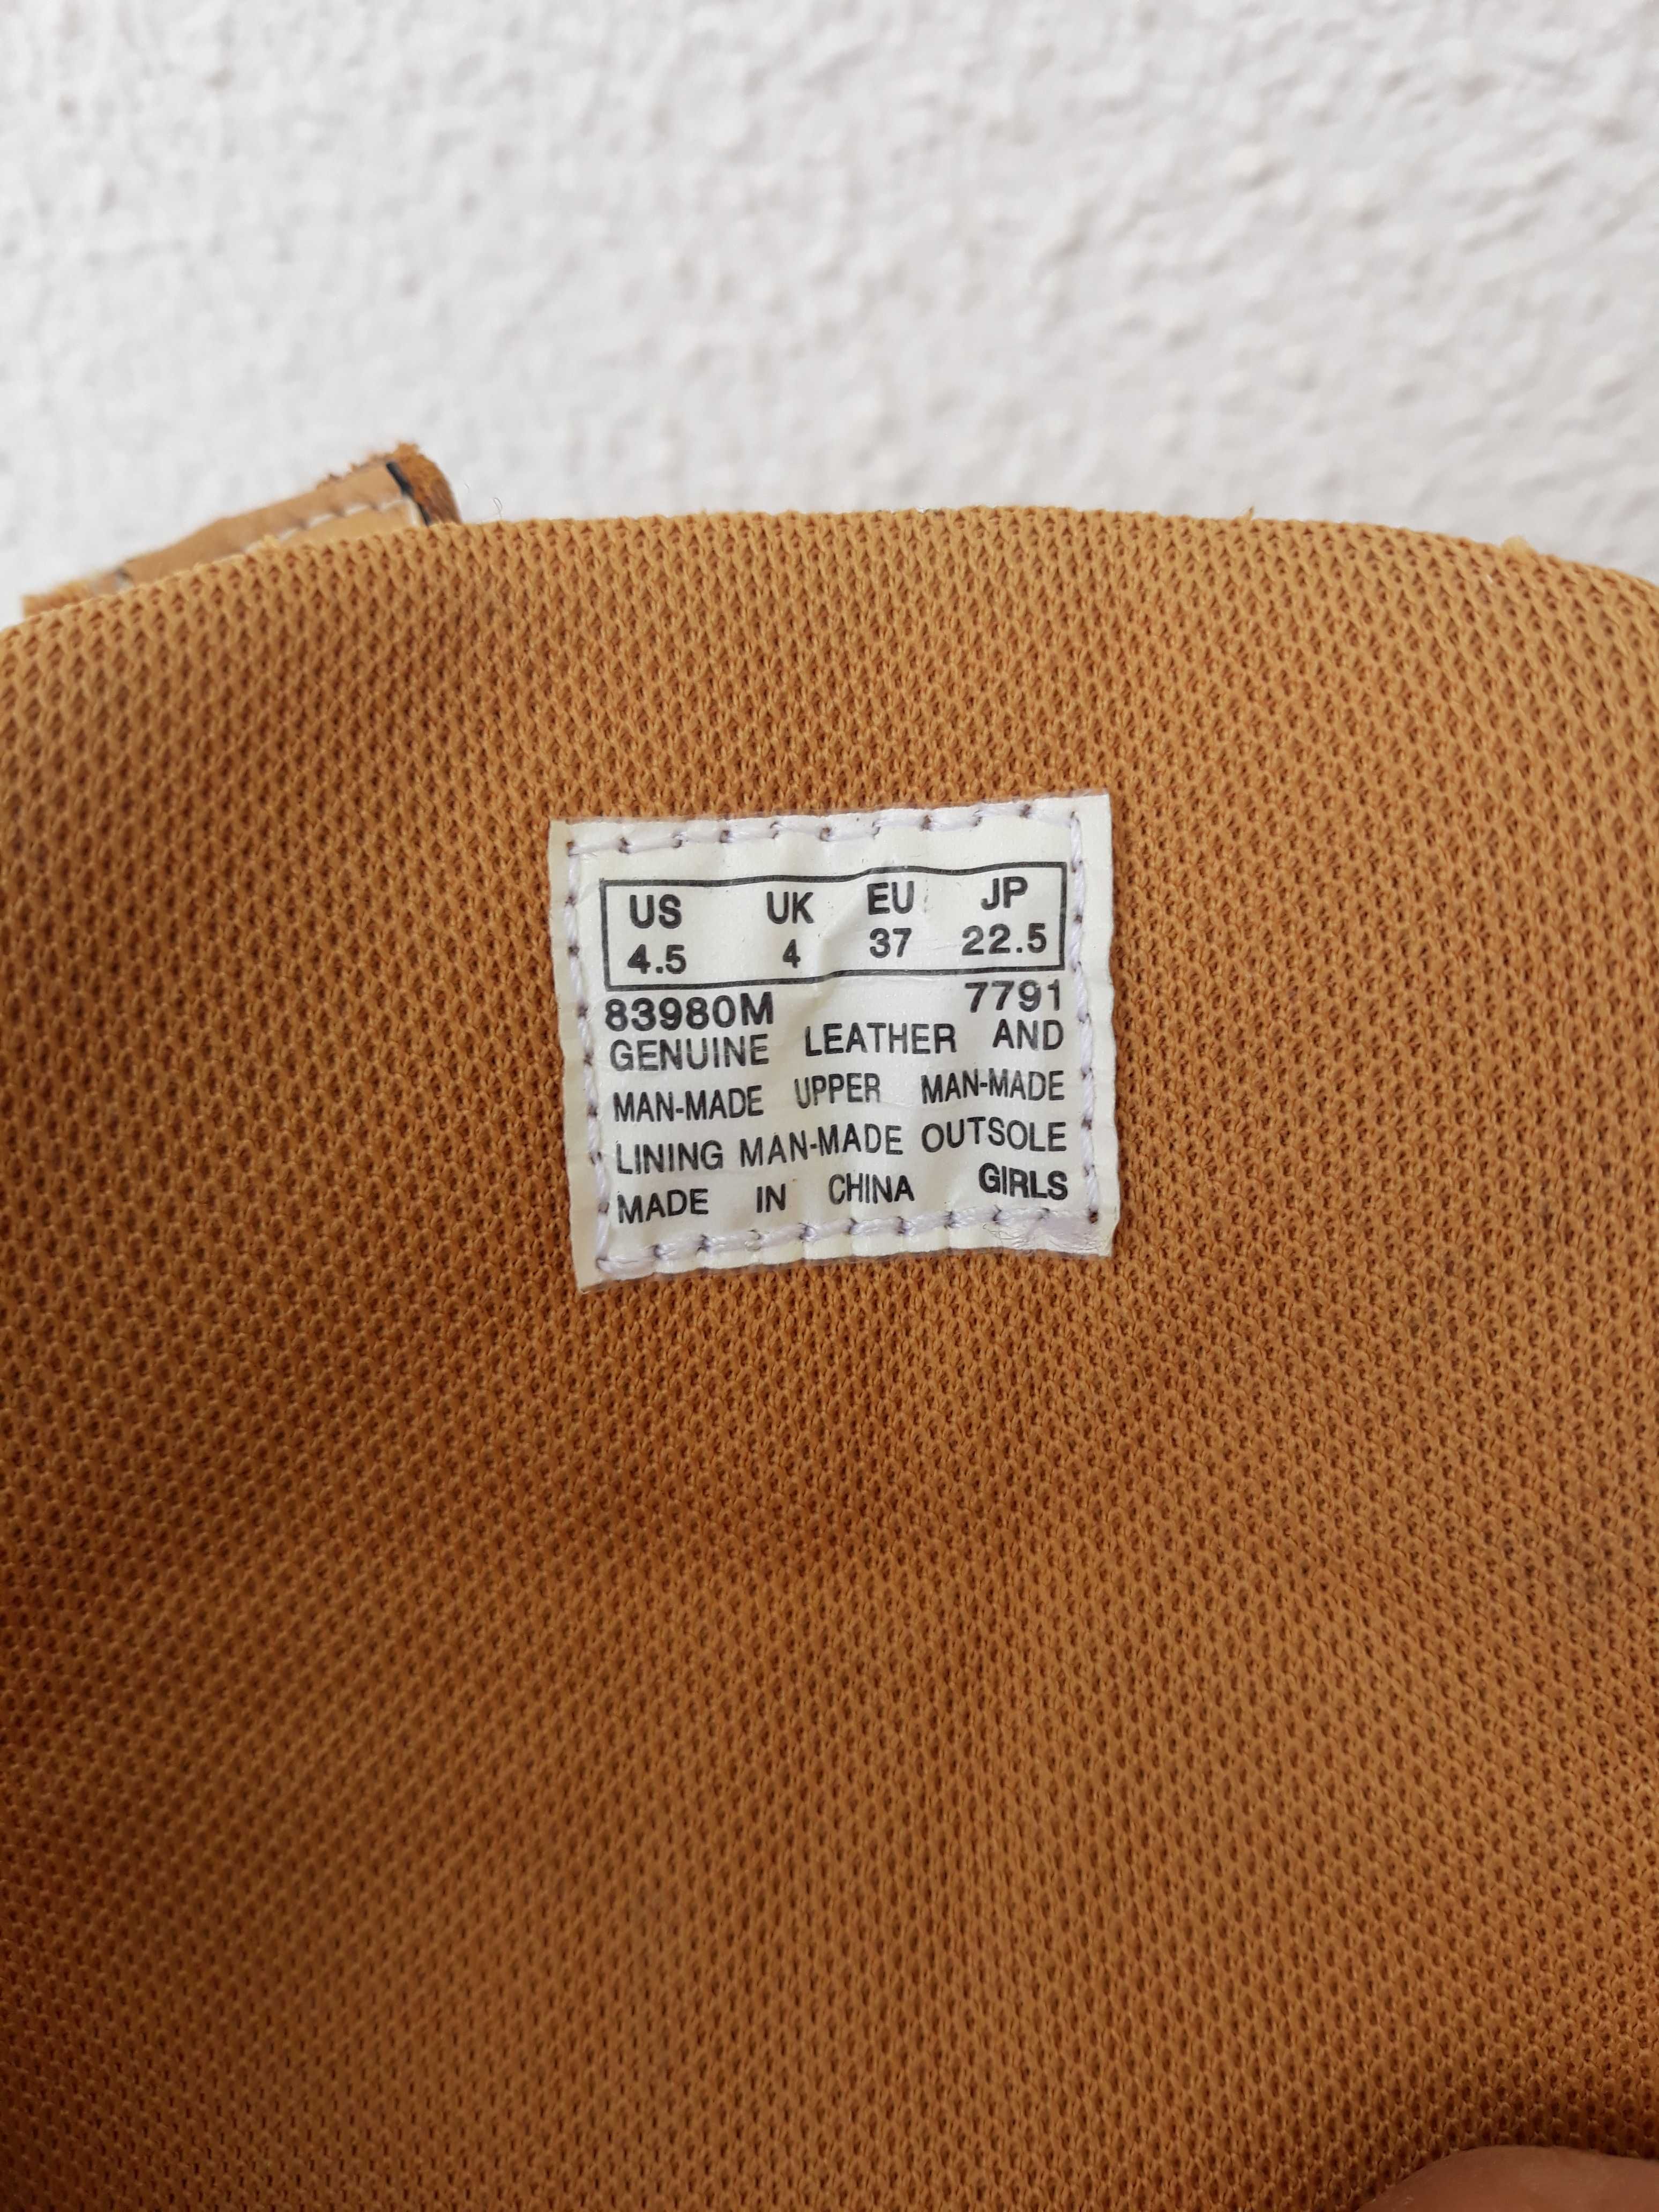 US UK EU JP
4.5 4 37 22.5
83980M 7791
GENUINE LEATHER AND
MAN-MADE UPPER MAN-MADE
LINING MAN-MADE OUTSOLE
MADE IN CHINA GIRLS